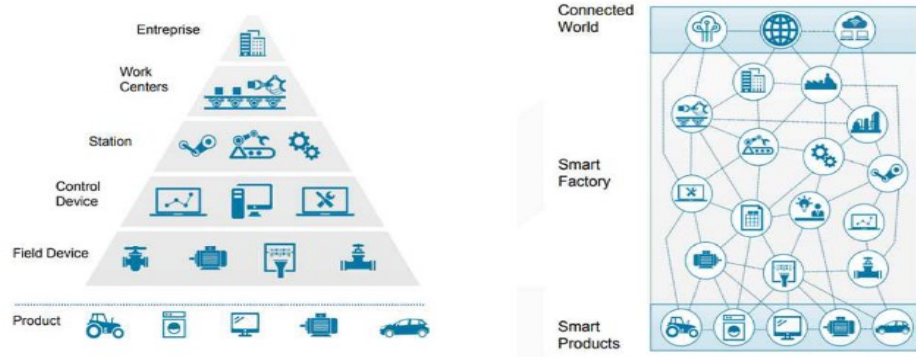 Entreprise
Work
Centers
Station
Control
Device
Field Device
Product
Connected
World
Smart
Factory
Smart
Products